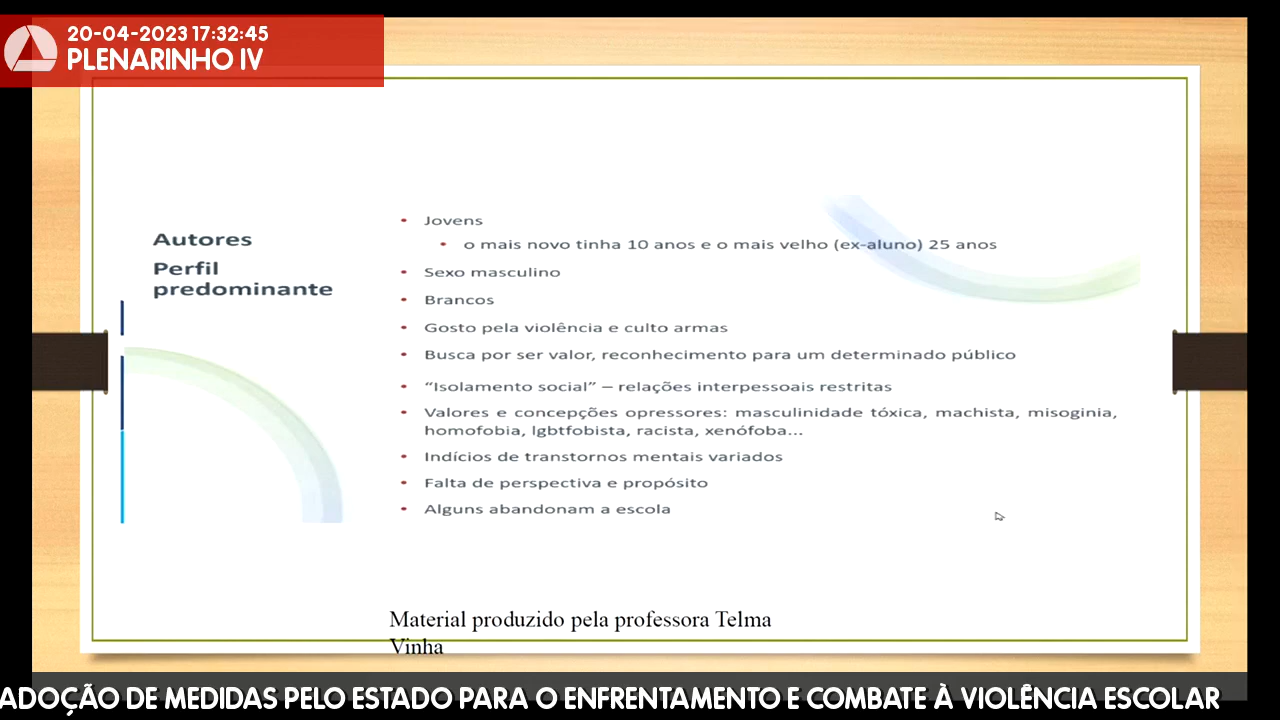 20-04-2023 17:32:45
PLENARINHO IV
Autores
Perfil
predominante
• Jovens
• o mais novo tinha 10 anos e o mais velho (ex-aluno) 25 anos
• Sexo masculino
• Brancos
• Gosto pela violência e culto armas
• Busca por ser valor, reconhecimento para um determinado público
• “Isolamento social” – relações interpessoais restritas
• Valores e concepções opressores: masculinidade tóxica, machista, misoginia,
homofobia, lgbtfobista, racista, xenófoba...
• Indícios de transtornos mentais variados
• Falta de perspectiva e propósito
• Alguns abandonam a escola
Material produzido pela professora Telma
Vinha
ADOÇÃO DE MEDIDAS PELO ESTADO PARA O ENFRENTAMENTO E COMBATE À VIOLÊNCIA ESCOLAR